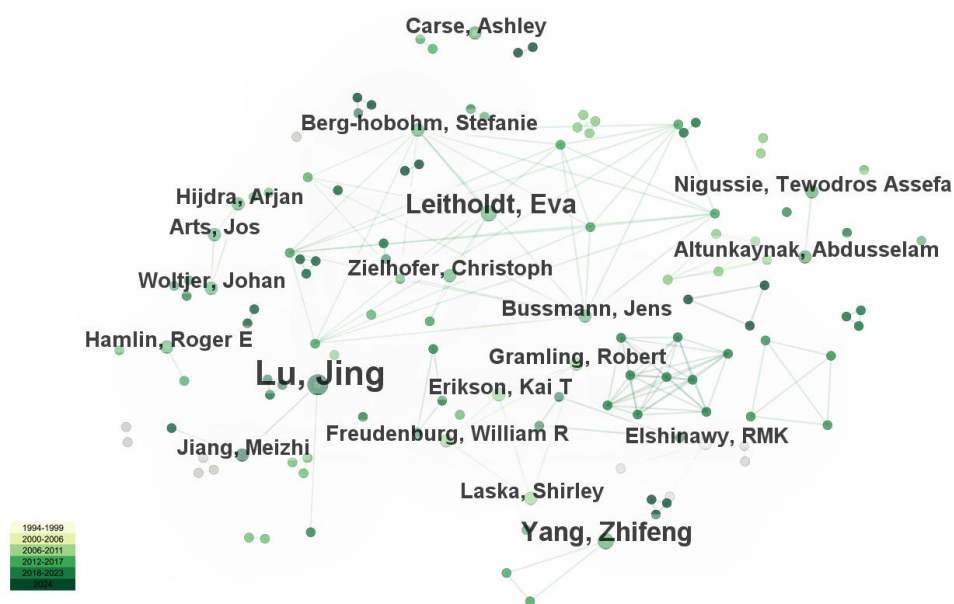 Carse, Ashley
Berg-hobohm, Stefanie
Nigussie, Tewodros Assefa
Hijdra, Arjan
Leitholdt, Eva
Arts, Jos
Altunkaynak, Abdusselam
Zielhofer, Christoph
Woltjer, Johan
Bussmann, Jens
Hamlin, Roger E
Gramling, Robert
Lu, Jing
Erikson, Kai T
Freudenburg, William R
Elshinawy, RMK
Jiang, Meizhi
Laska, Shirley
Yang, Zhifeng
1994-1999
2000-2006
2006-2011
2012-2017
2018-2023
2024